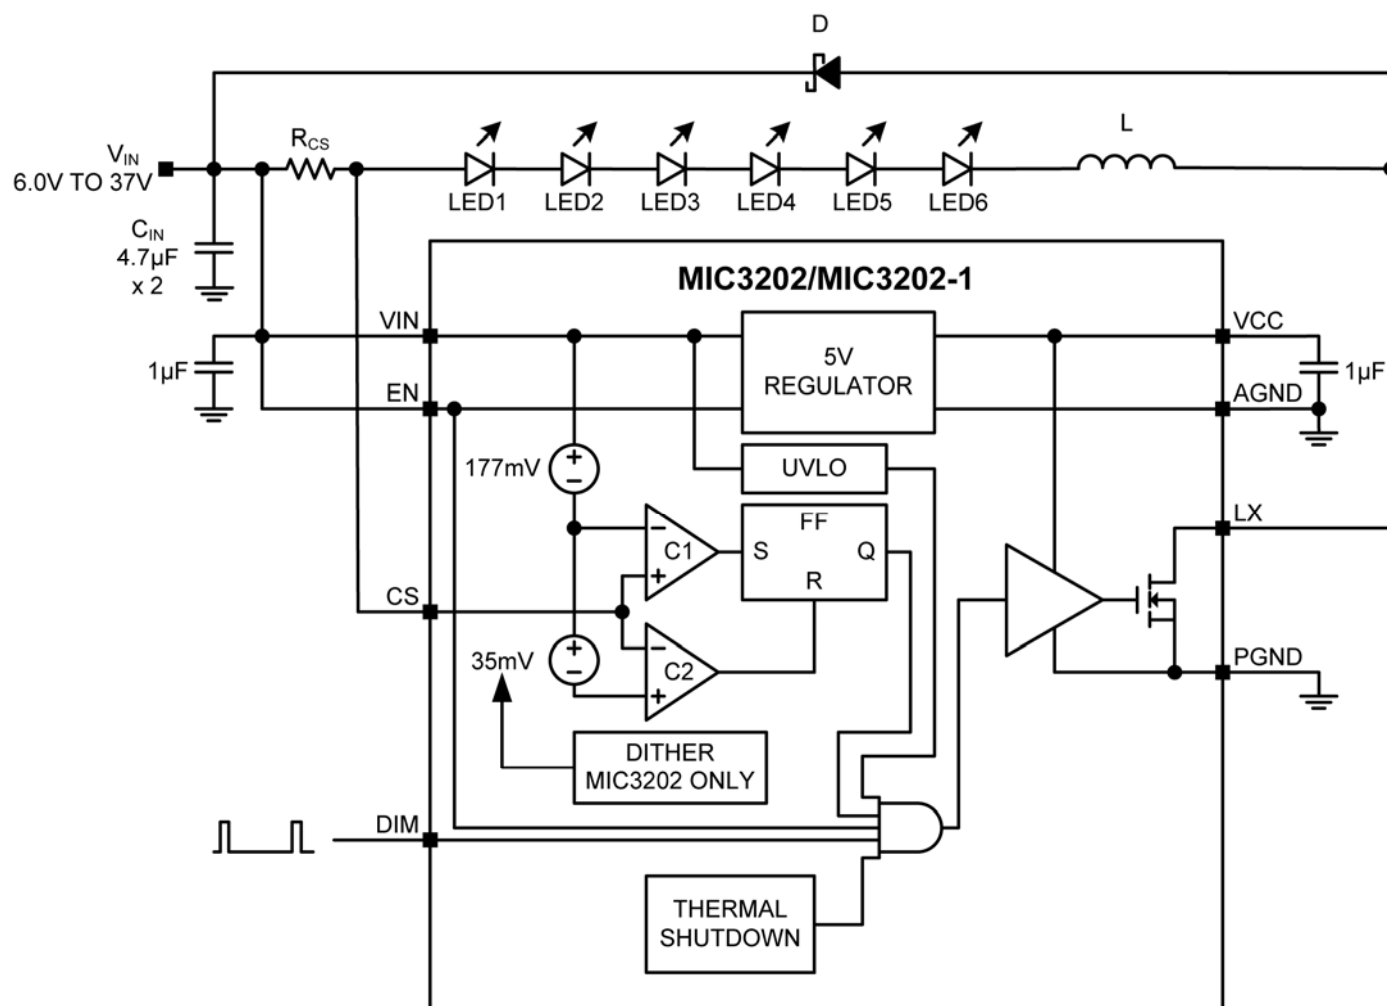 D
L
RCS
VIN
6.0V TO 37V
LED1 LED2 LED3 LED4 LED5 LED6
CIN
4.7µF
x 2
MIC3202/MIC3202-1
VIN
VCC
5V
REGULATOR
1µF
1µF
EN
AGND
177mV
+
−
UVLO
LX
FF
−
C1
S
Q
+
R
CS
−
35mV
+
−
C2
+
PGND
DITHER
MIC3202 ONLY
DIM
THERMAL
SHUTDOWN